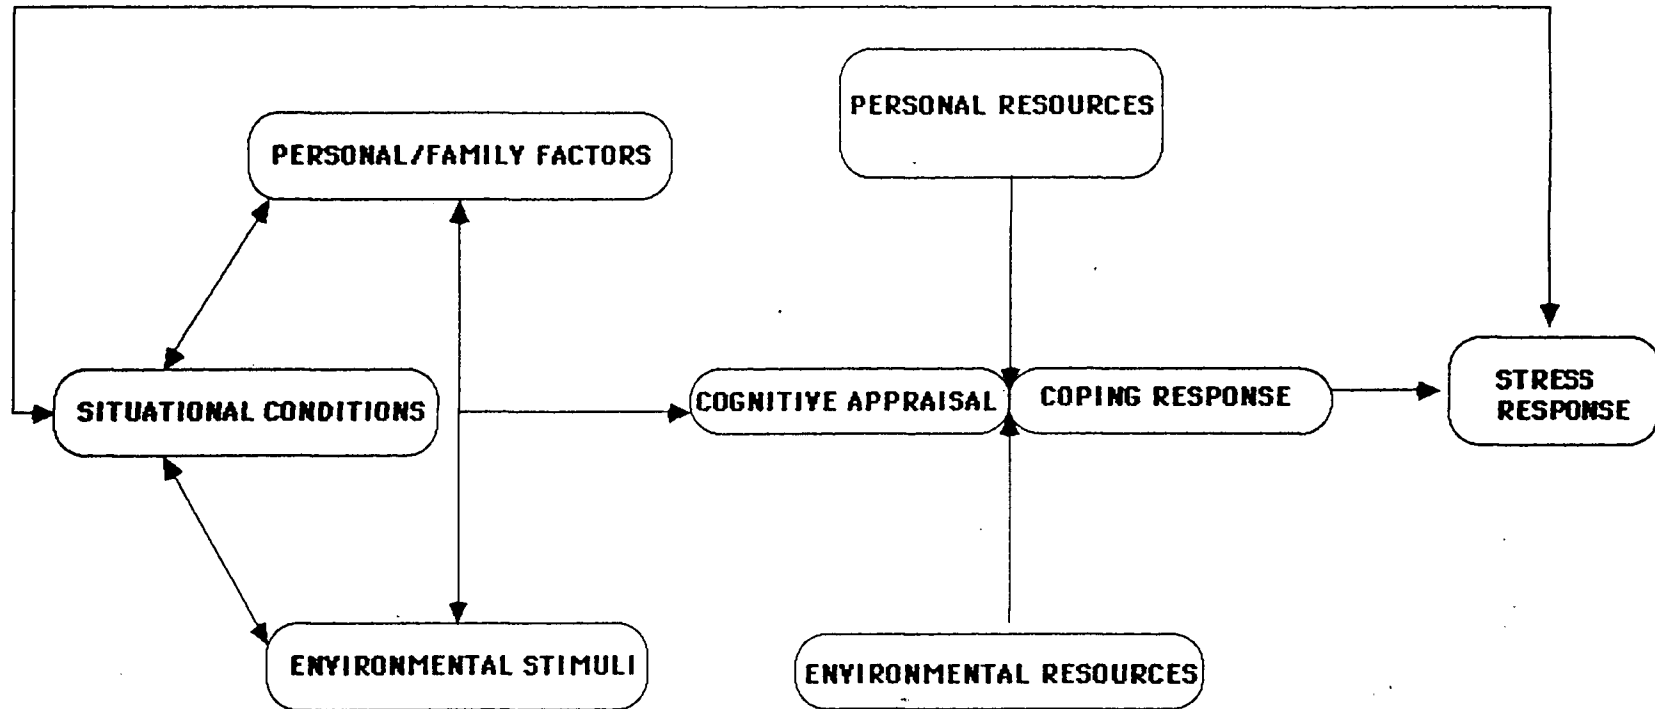 PERSONAL RESOURCES
PERSONAL/FAMILY FACTORS
SITUATIONAL CONDITIONS
COGNITIVE APPRAISAL
COPING RESPONSE
STRESS
RESPONSE
ENVIRONMENTAL STIMULI
ENVIRONMENTAL RESOURCES